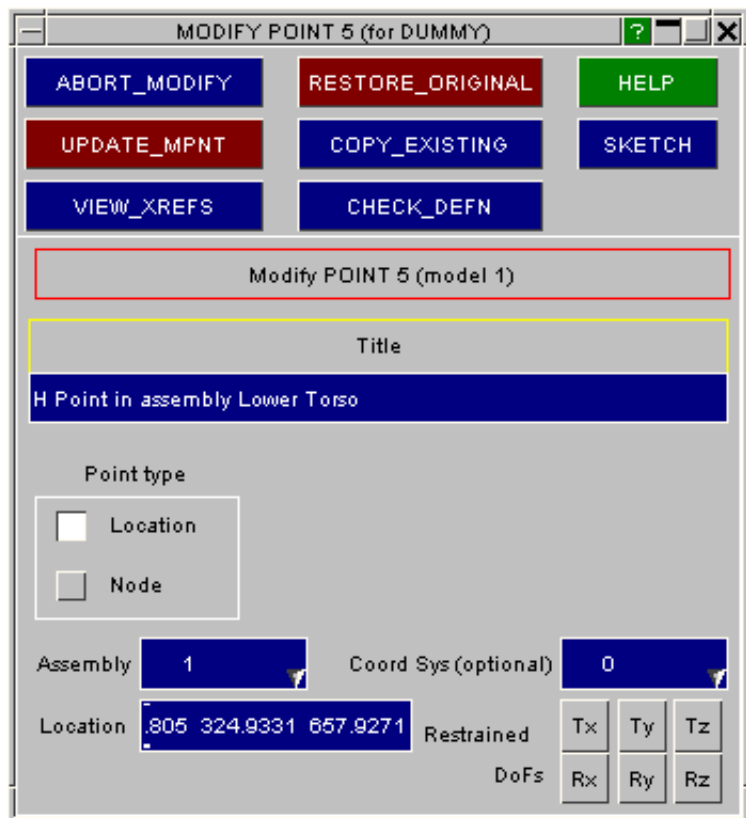 MODIFY POINT 5 (for DUMMY) ?
ABORT_MODIFY RESTORE_ORIGINAL HELP
UPDATE_MPNT COPY_EXISTING SKETCH
VIEW_XREFS CHECK_DEFN
Modify POINT 5 (model 1)
Title
H Point in assembly Lower Torso
Point type
Location
Node
Assembly 1 Coord Sys (optional) 0
Location .805 324.9331 657.9271 Restrained Tx Ty Tz
DoFs Rx Ry Rz